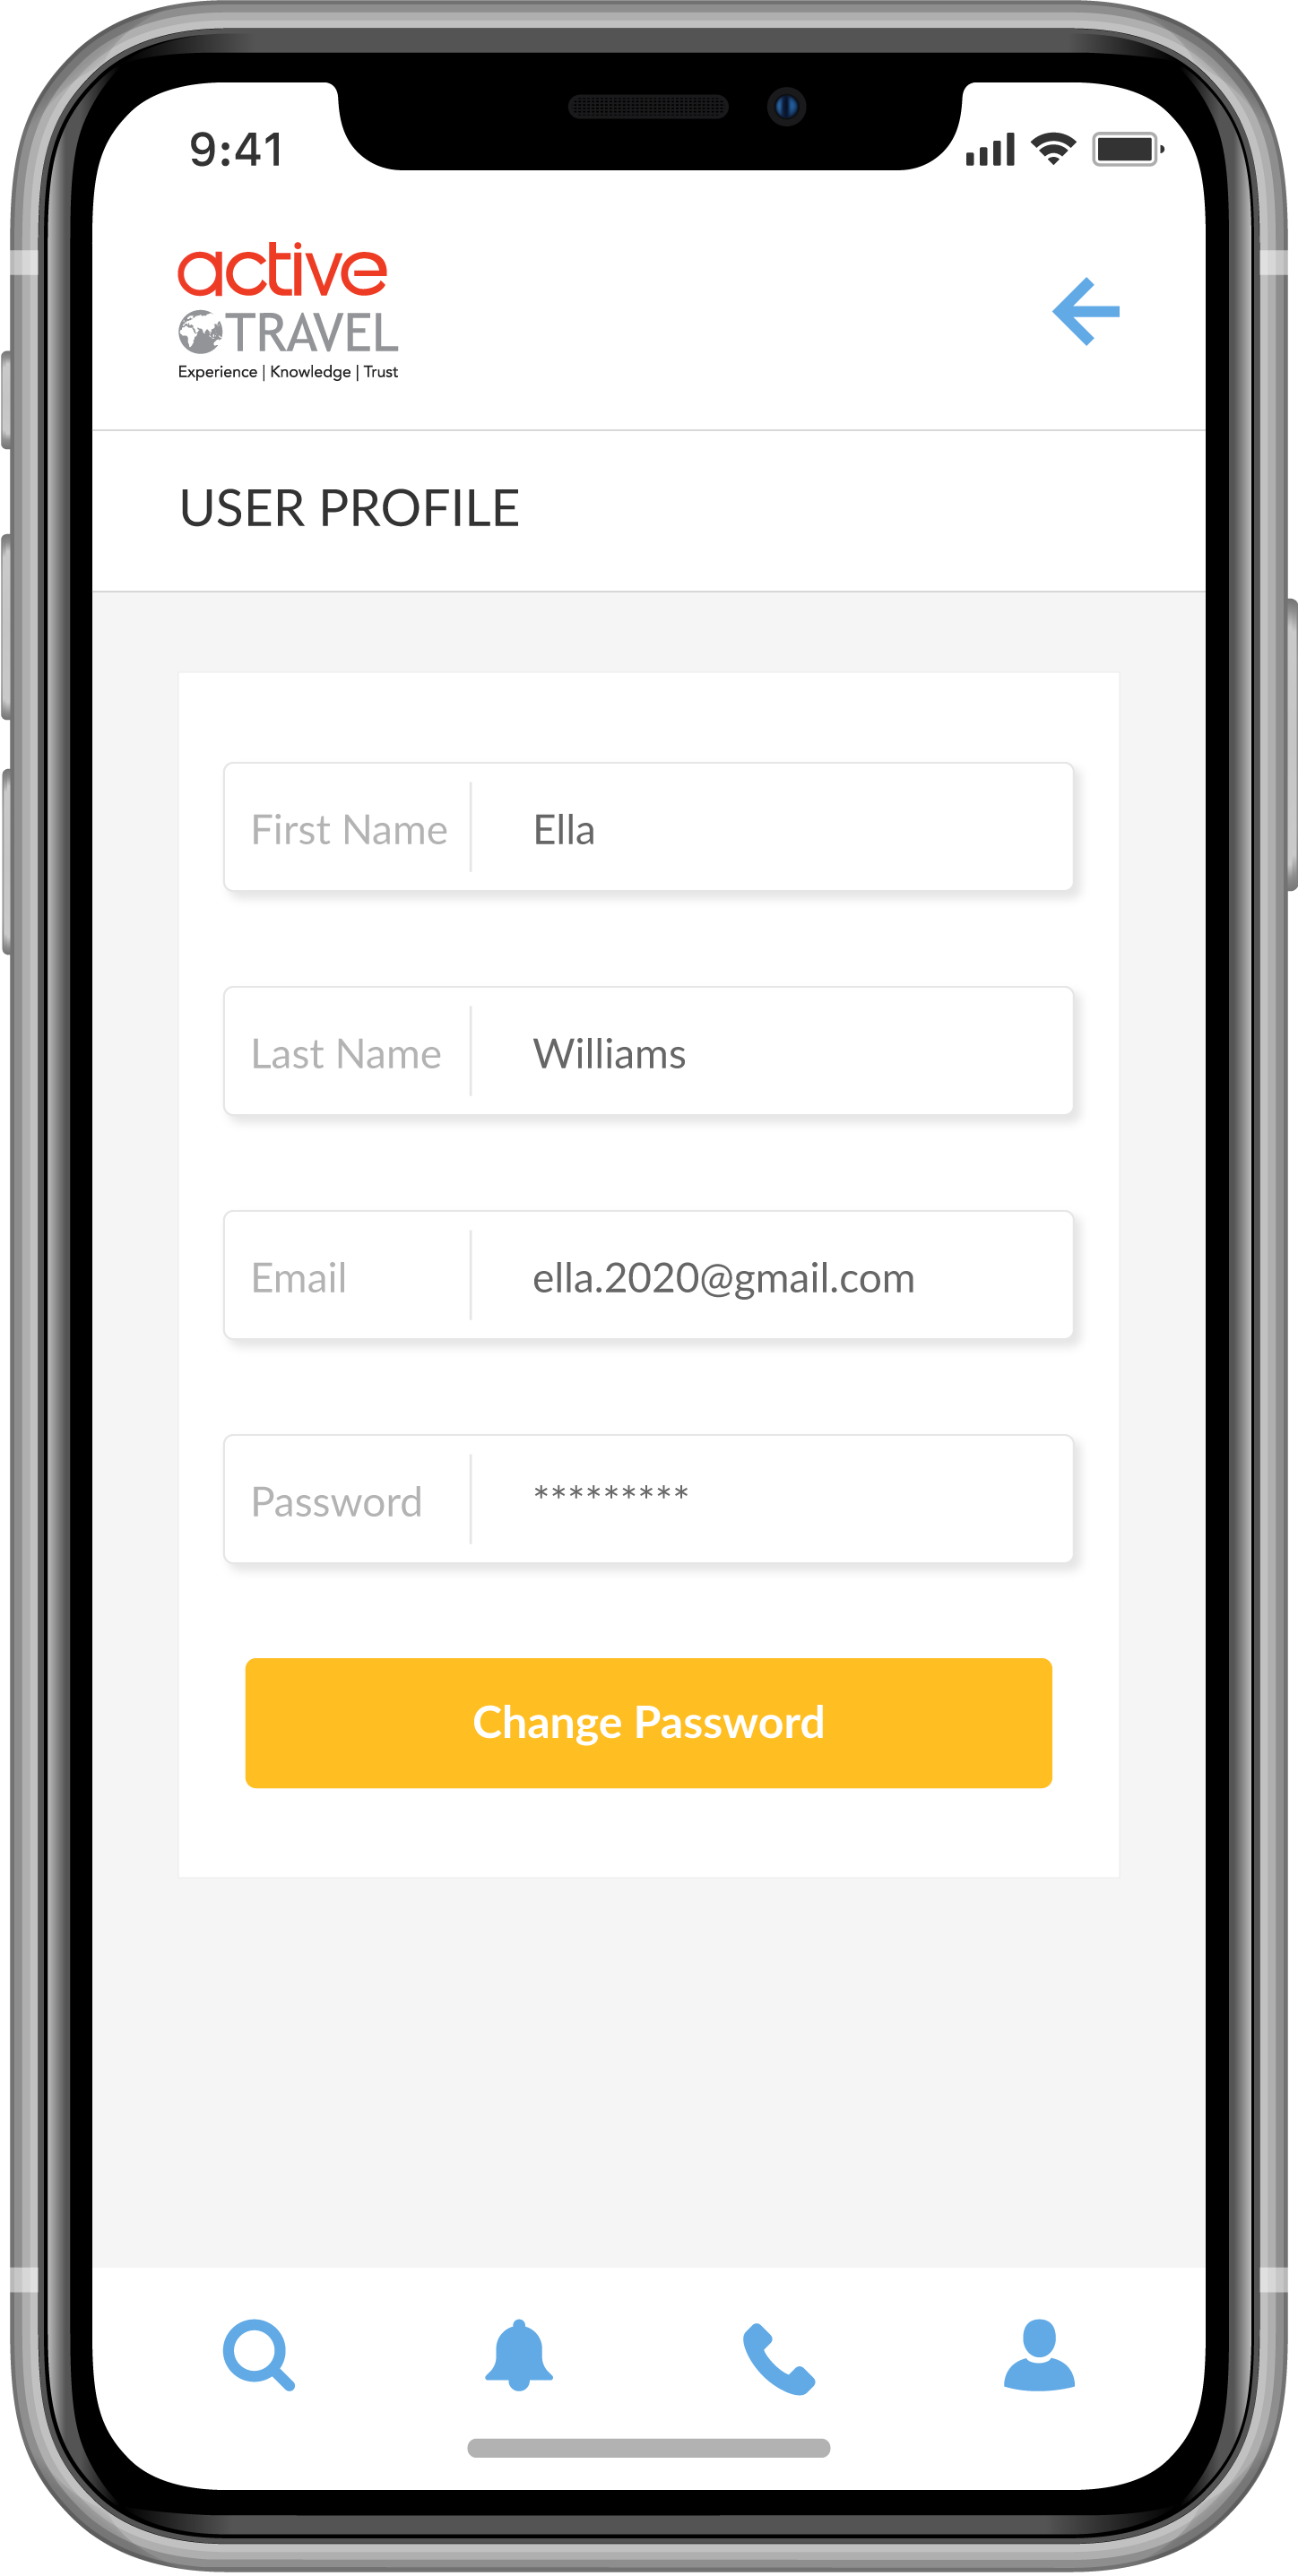 9:41
active
TRAVEL
Experience | Knowledge | Trust
USER PROFILE
First Name Ella
Last Name Williams
Email ella.2020@gmail.com
Password *********
Change Password